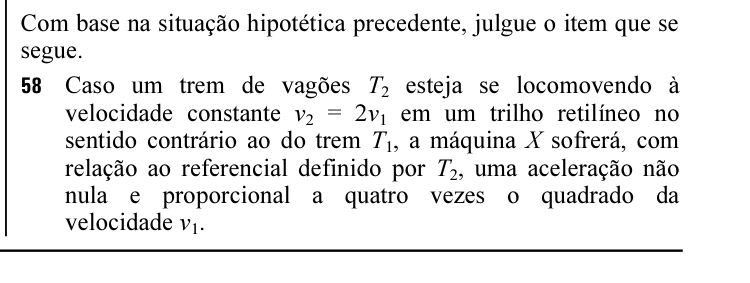 Com base na situação hipotética precedente, julgue o item que se
segue.
58 Caso um trem de vagões T₂ esteja se locomovendo à
velocidade constante v₂ = 2v₁ em um trilho retilíneo no
sentido contrário ao do trem T₁, a máquina X sofrerá, com
relação ao referencial definido por T₂, uma aceleração não
nula e proporcional a quatro vezes o quadrado da
velocidade v₁.